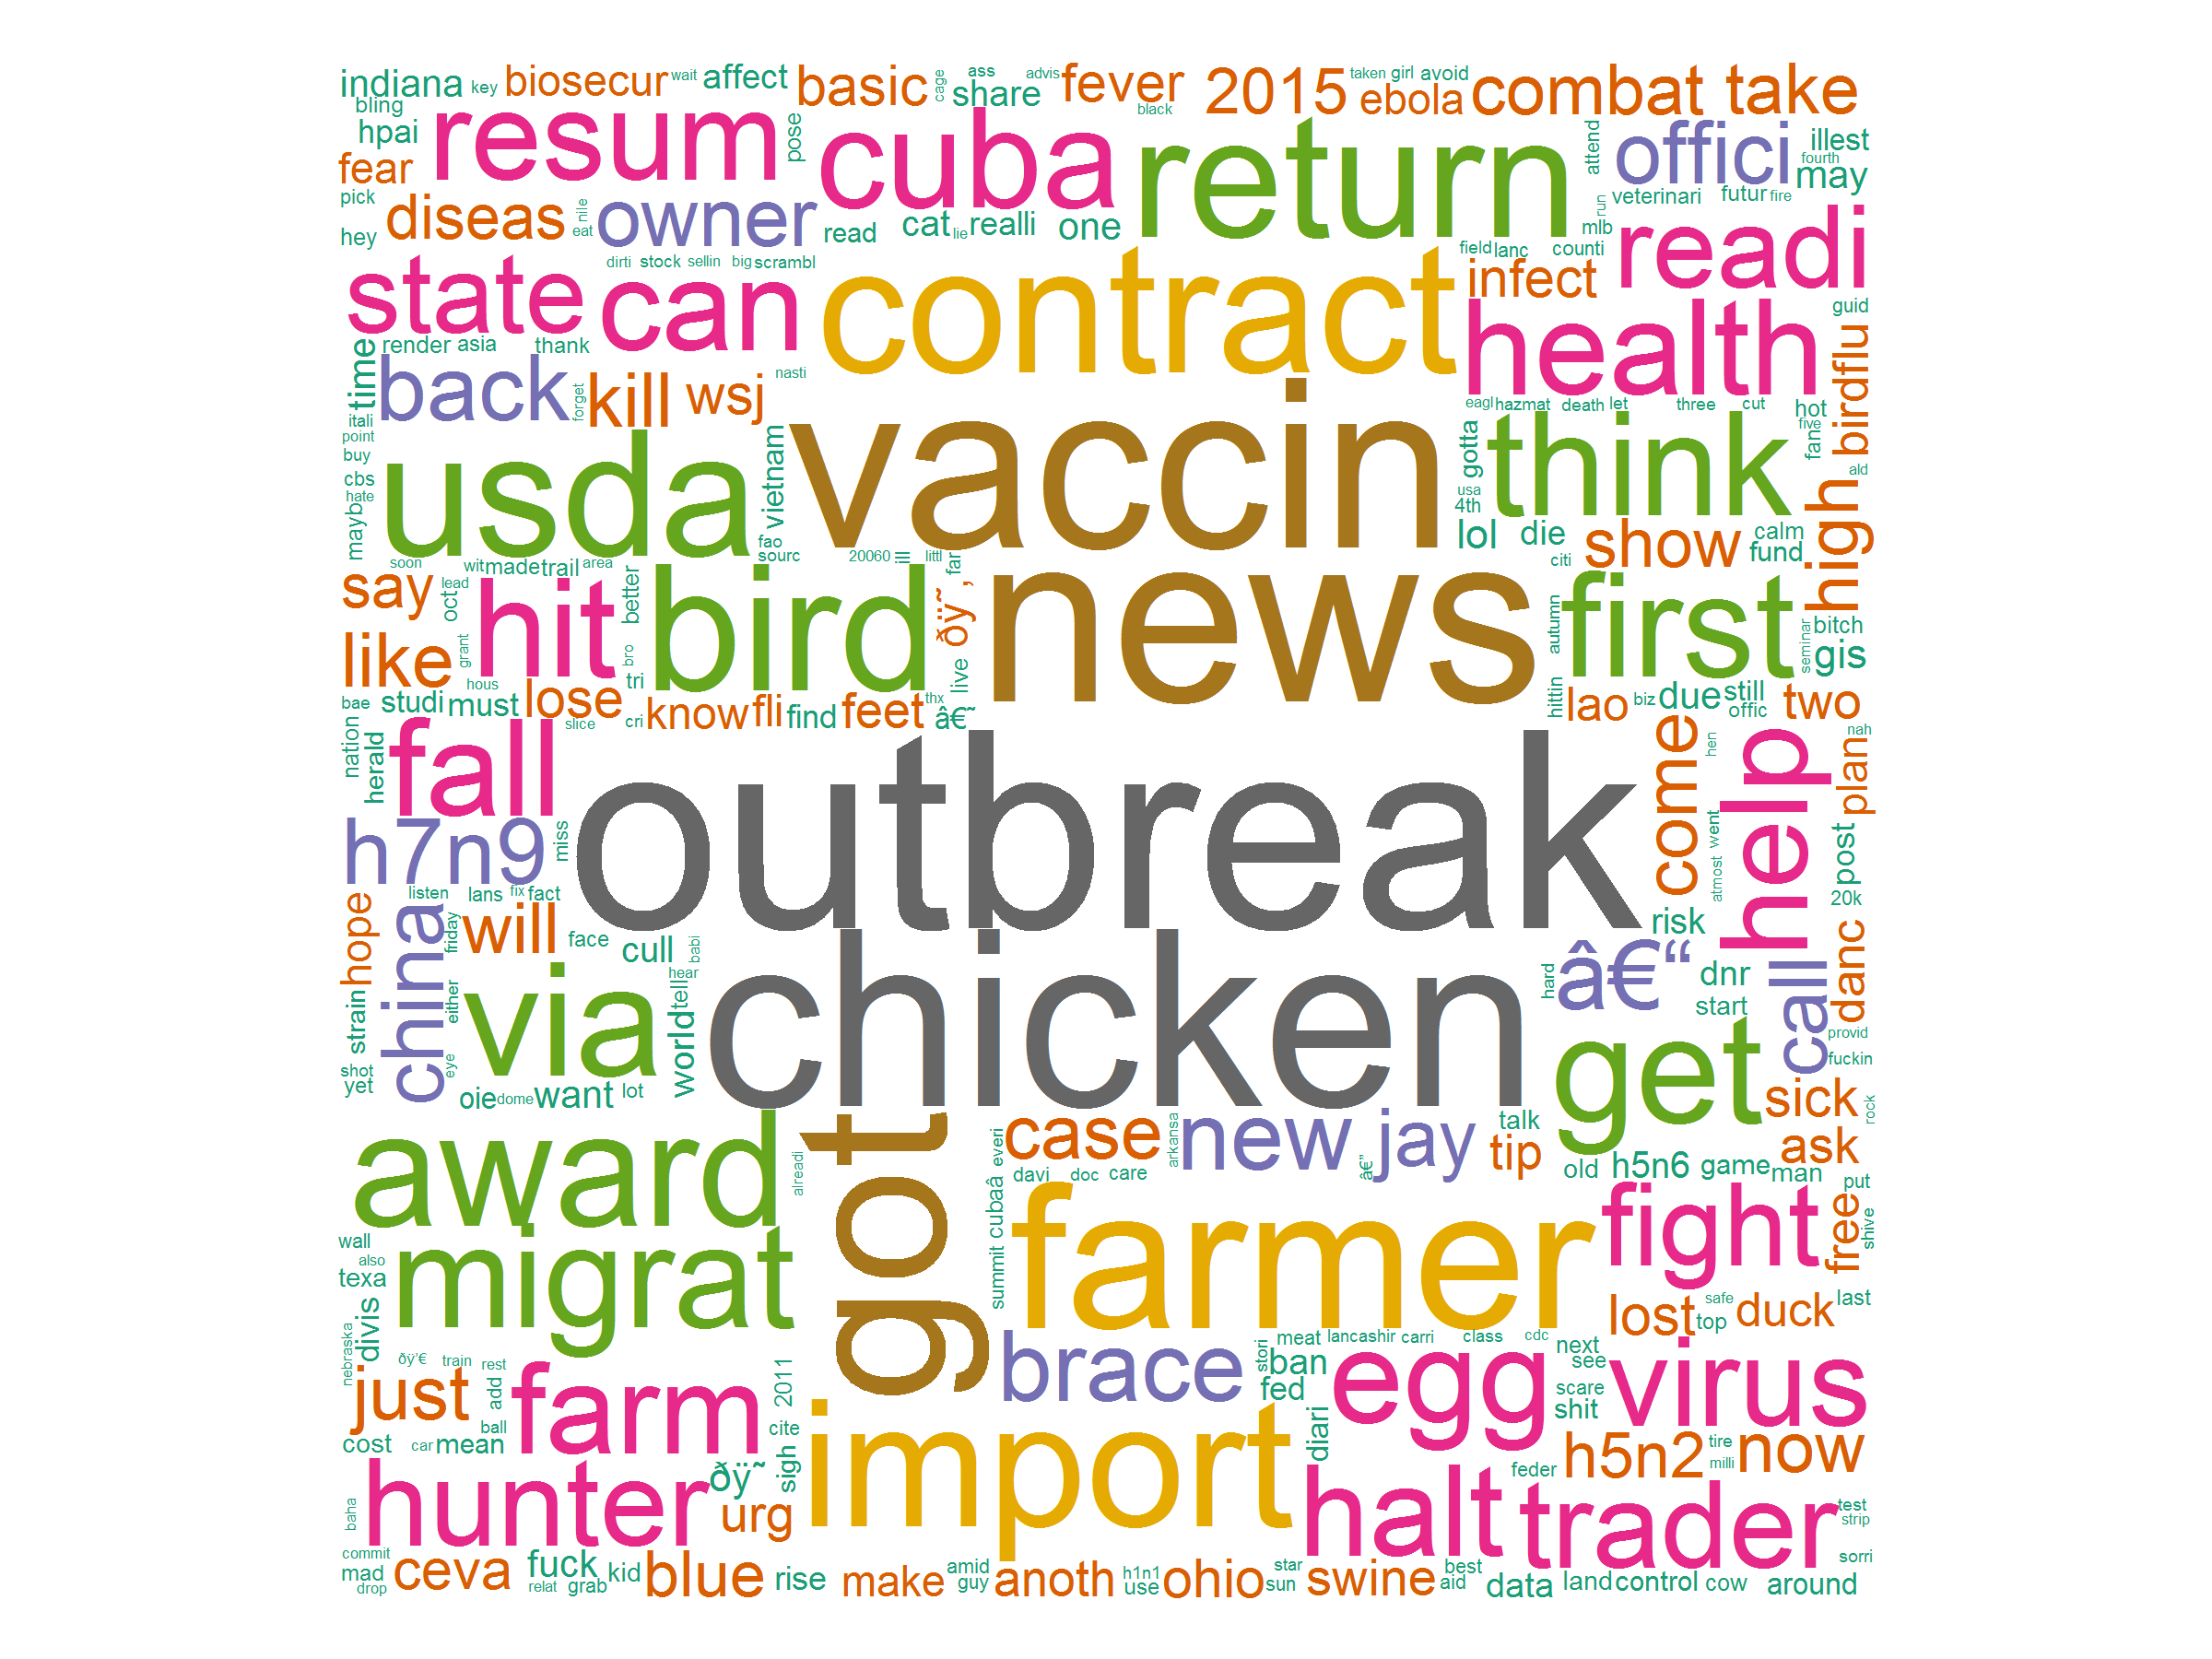 indiana key biosecur wait affect basic cage ass share advis fever black 2015 taken girl avoid ebola combat take
bling hpai resum pose cuba return attend offici illest fourth may
fear pick diseas nile eat owner read cat lie realli one run veterinari futur fire
hey dirti stock sellin big scrambl field lanc counti mlb readi
state can contract infect health guid
render asia thank time back forget kill wsj nasti birdflu
itali point buy cbs hate mayb usda vietnam vaccin eagl hazmat death let three cut hot five fan gotta think ald
usa 4th lol die show calm fund citi high
soon wit made trail area fao sourc 20060 ill littl far
say oct lead hit better bird ðÿ˜‚ news autumn first bitch seminar gis
like grant hous bro tri live
bae studi must lose slice cri know fli find feet thx â€˜ hittin lao biz due still offic two
nation herald fall outbreak come hen help nah plan
h7n9 miss almost went post 20k
hope listen lans fix fact china friday will face cull babi risk
strain either via hear world tell chicken hard â€“ dnr start call danc provid
shot yet eye oie dome want lot get fuckin sick rock
award alreadi got everi case davi doc care arkansa new jay â€” talk tip old h5n6 game man ask put
migrat summit cubaâ farmer fight free shive
wall also texa divis lost safe top duck last
nebraska ðÿ’€ train rest brace stori meat lancashir carri class cdc next see ban fed egg virus
just add farm 2011 cite ball import diari scare shit
cost car mean sigh h5n2 tire milli now
hunter ðÿ˜ urg halt feder trader test strip
baha commit mad drop ceva fuck relat grab kid blue rise make amid guy anoth h1n1 use ohio star sun swine best aid data land control cow around sorri